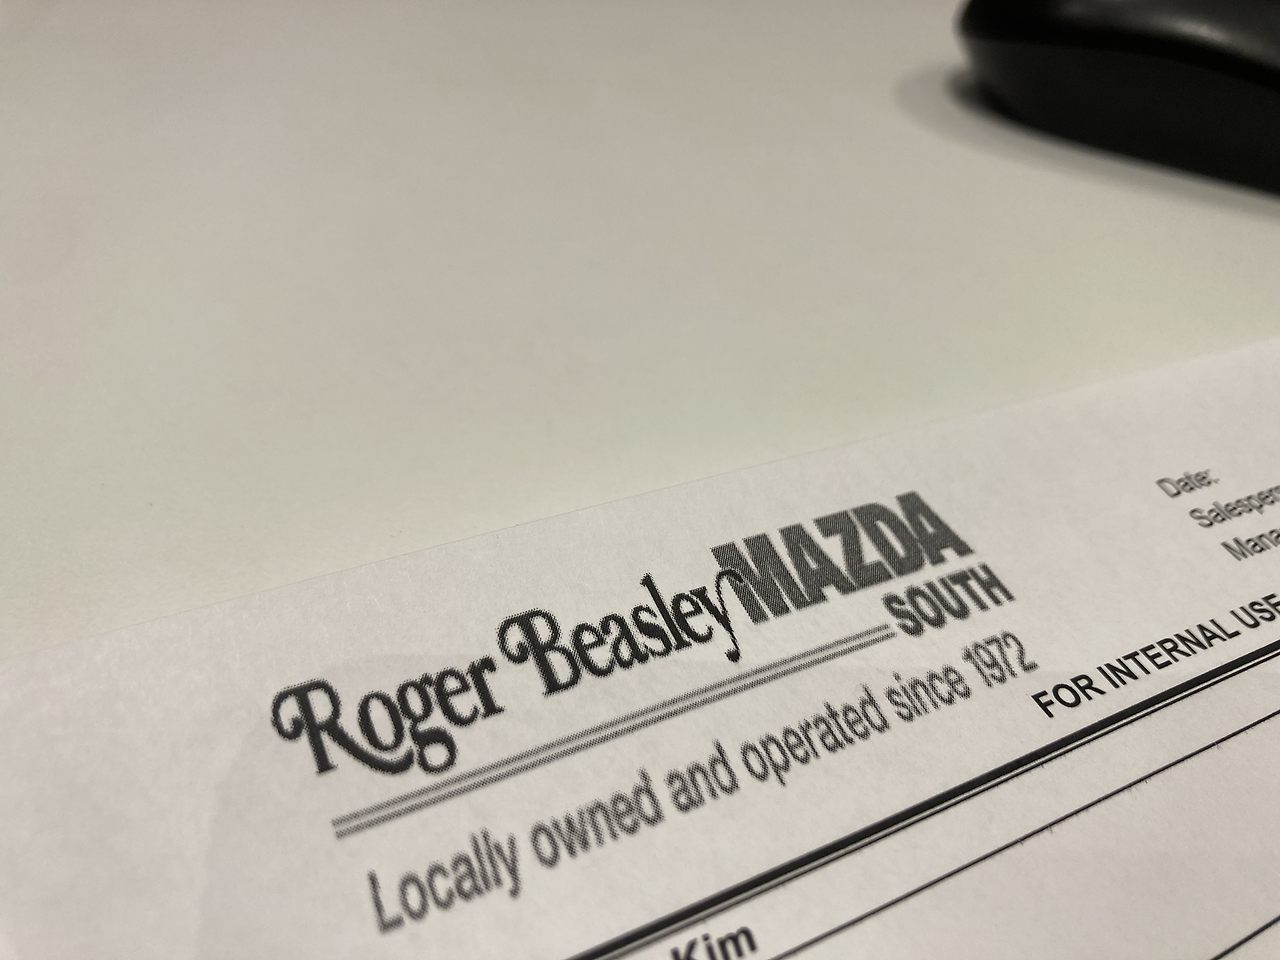 Roger Beasley MAZDA
SOUTH
Locally owned and operated since 1972
Date:
FOR INTERNAL USE
Kim